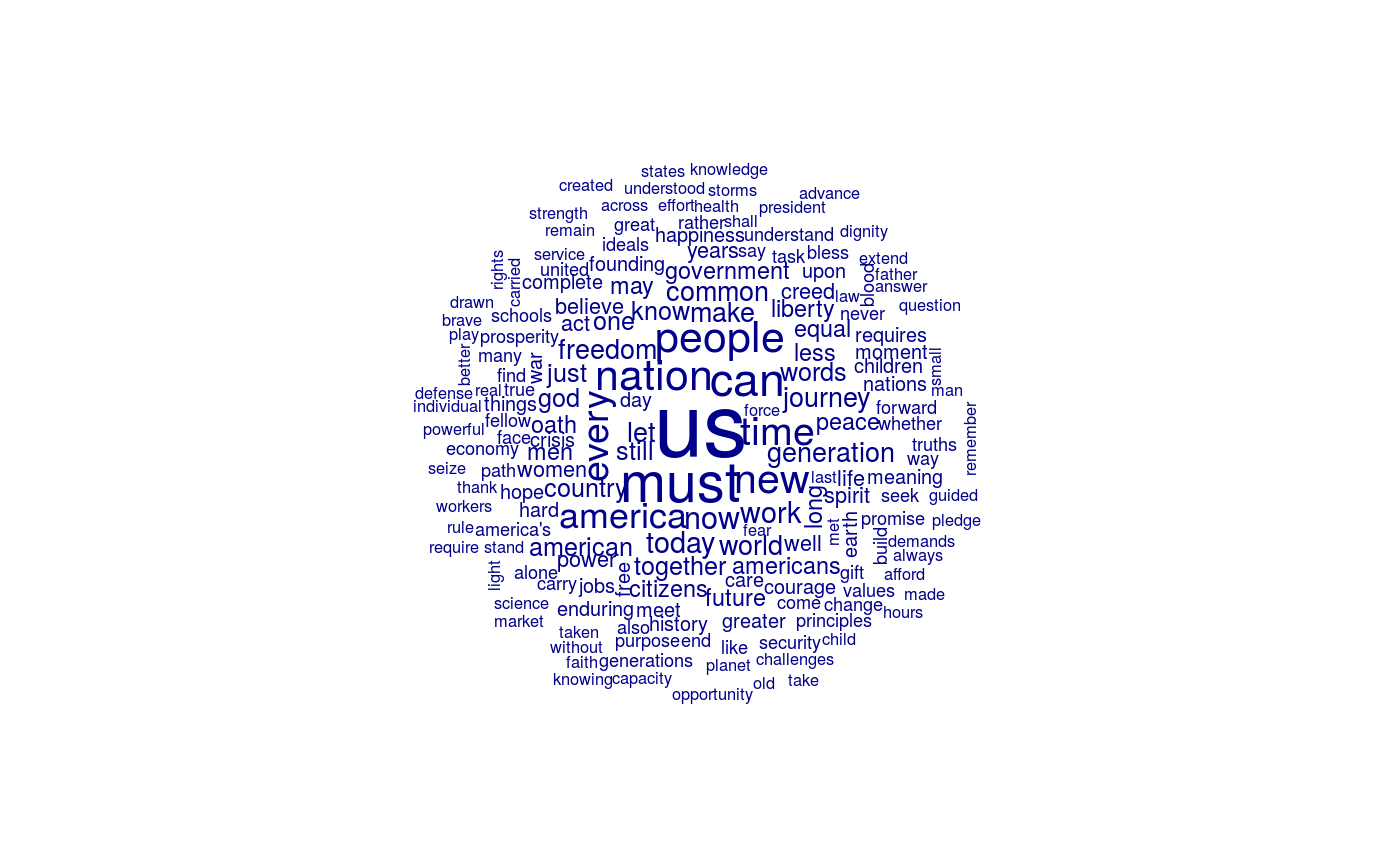 states knowledge
created understood storms advance
strength across effort health president
remain great rather shall
ideals happiness understand dignity
service years say task bless
rights carried united founding government upon blood extend father
complete may common creed law answer
drawn believe know make liberty never question
brave schools act one people equal requires
play prosperity freedom less moment
better many war nation can words children small
find just journey nations man
defense real true god day us force forward
individual things every time peace whether remember
powerful fellow oath let truths
face crisis
economy men still generation way
seize path women must new last life meaning
thank hope country long spirit seek guided
workers hard america now work promise pledge
rule america's fear met earth
require stand american today world well build demands
light alone power together americans always
carry jobs free citizens care courage gift afford
science enduring meet future come change values made
market also history greater principles hours
taken purpose end like security child
without
faith generations planet challenges
knowing capacity old take
opportunity